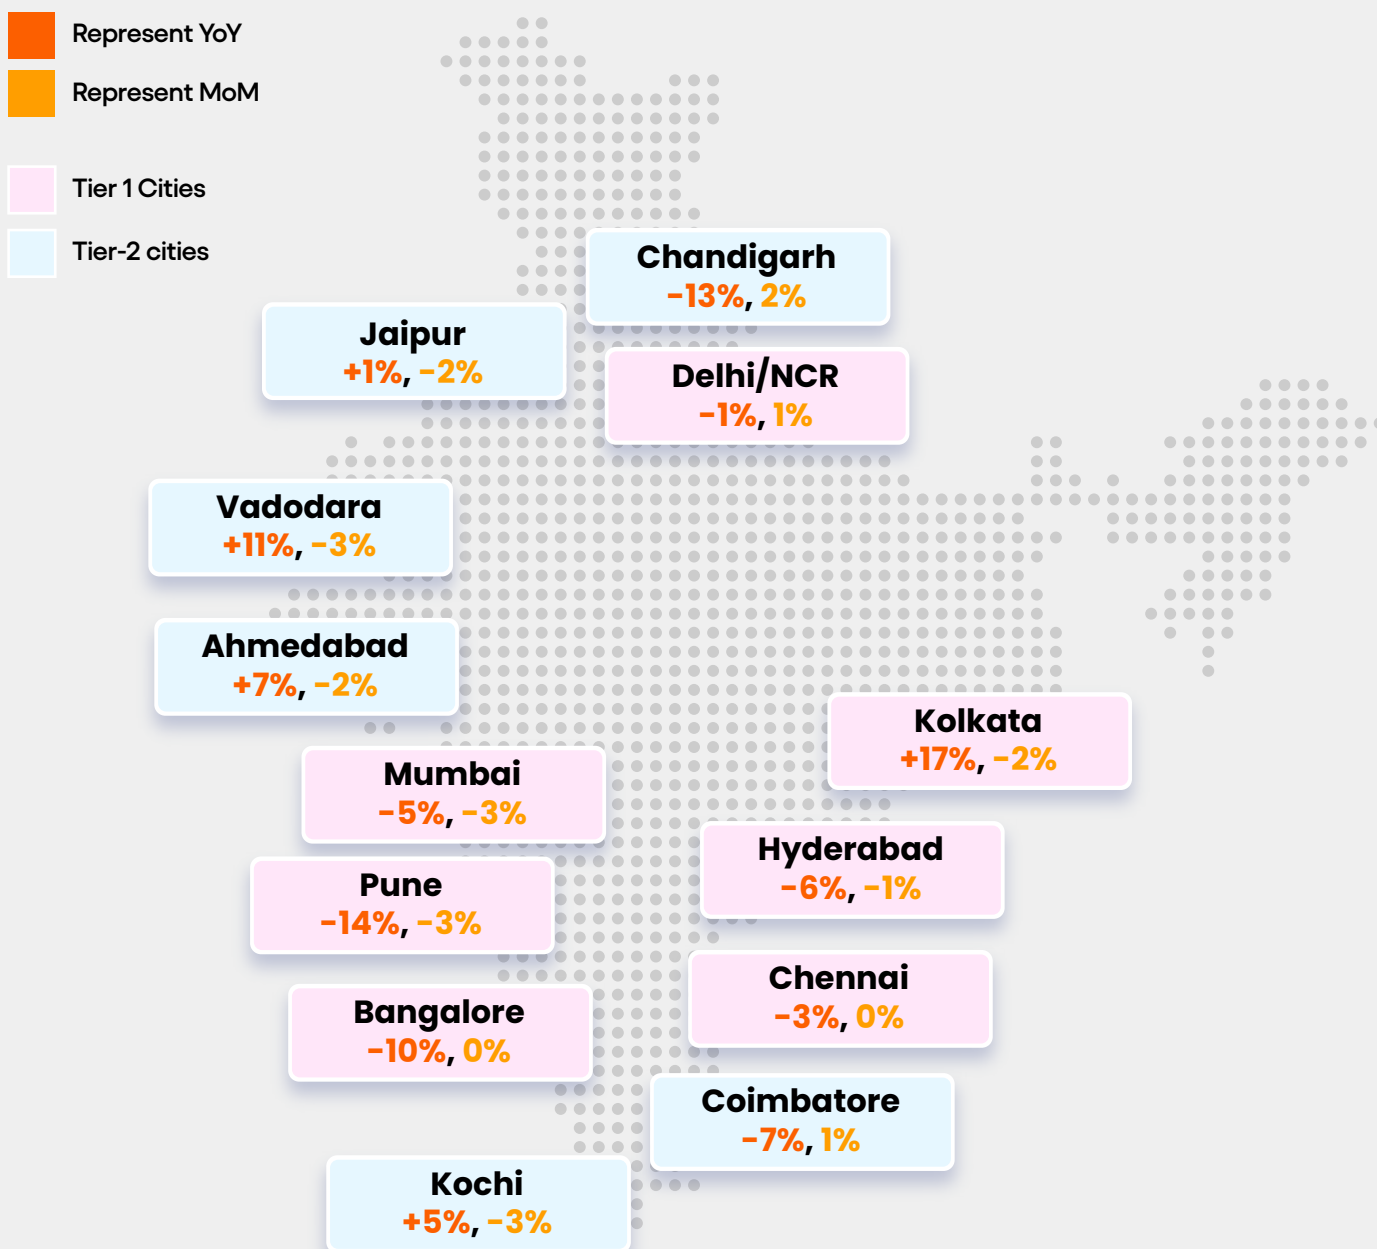 Represent YoY
Represent MoM
Tier 1 Cities
Tier-2 cities
Chandigarh
-13%, 2%
Jaipur
+1%, -2%
Delhi/NCR
-1%, 1%
Vadodara
+11%, -3%
Ahmedabad
+7%, -2%
Kolkata
+17%, -2%
Mumbai
-5%, -3%
Hyderabad
-6%, -1%
Pune
-14%, -3%
Chennai
-3%, 0%
Bangalore
-10%, 0%
Coimbatore
-7%, 1%
Kochi
+5%, -3%